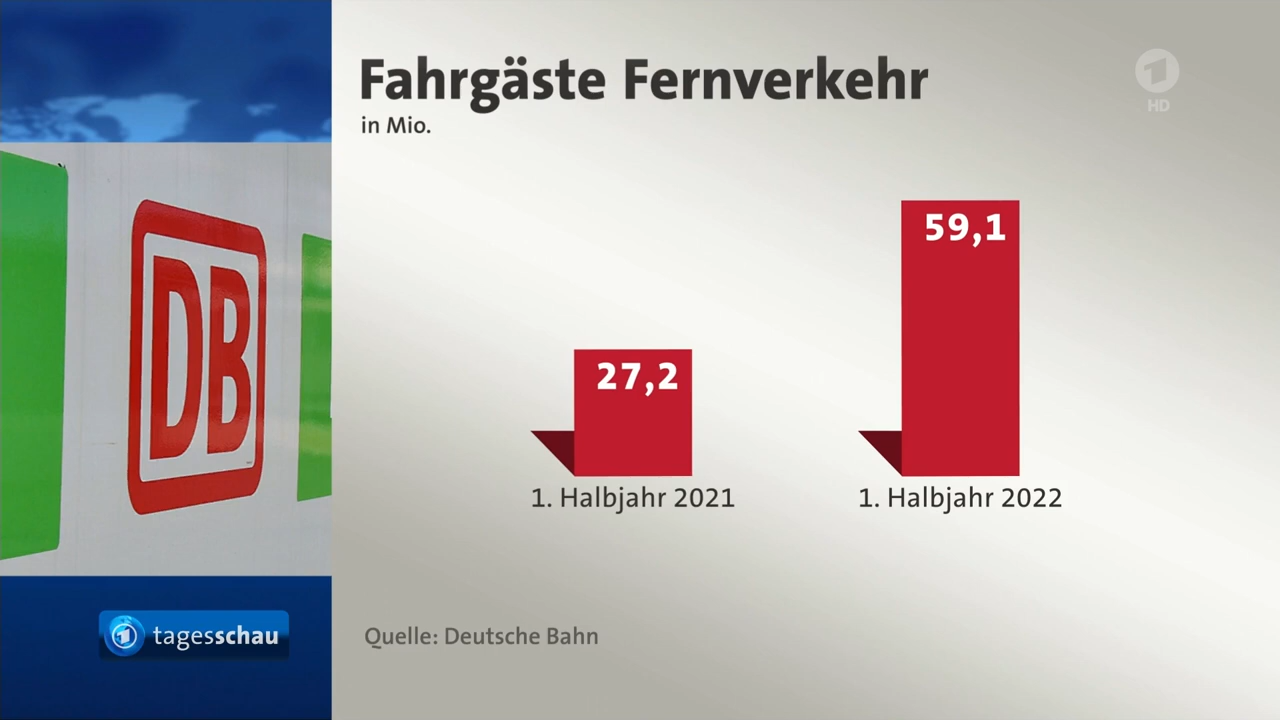 Fahrgäste Fernverkehr
in Mio.
HD
DB
27,2
59,1
1. Halbjahr 2021
1. Halbjahr 2022
Quelle: Deutsche Bahn
1 tagesschau